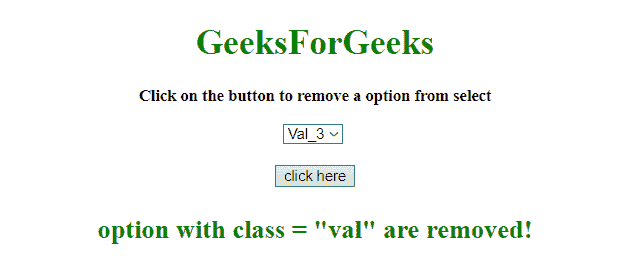 GeeksForGeeks
Click on the button to remove a option from select
Val_3
click here
option with class = "val" are removed!